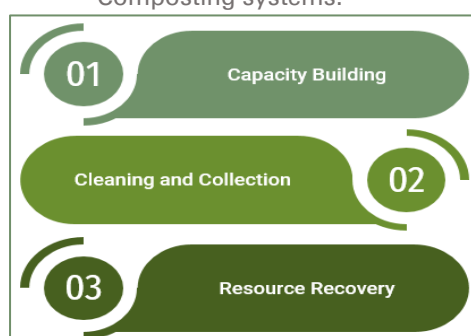 Composting systems.
01 Capacity Building
Cleaning and Collection 02
03 Resource Recovery